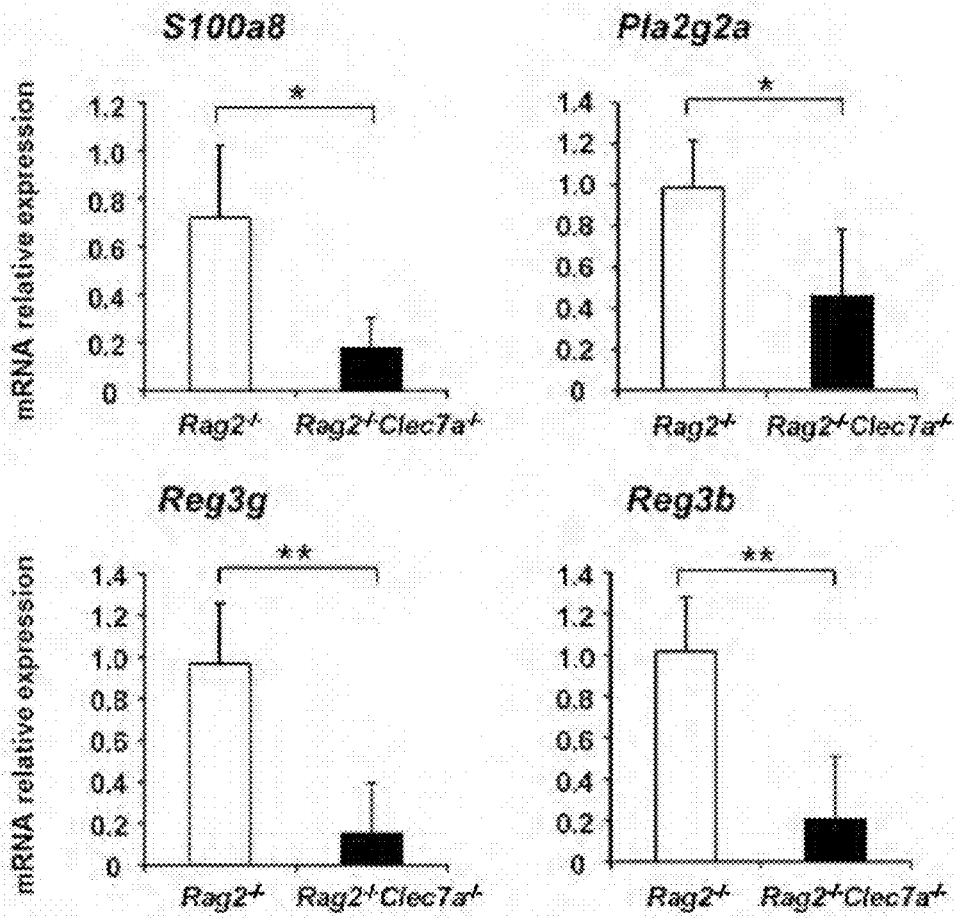 S100a8
mRNA relative expression
*
1.2
1.0
0.8
0.6
0.4
0.2
0
Rag2-/-
Rag2-/-Clec7a-/-
Pla2g2a
*
1.4
1.2
1.0
0.8
0.6
0.4
0.2
0
Rag2-/-
Rag2-/-Clec7a-/-
Reg3g
mRNA relative expression
**
1.4
1.2
1.0
0.8
0.6
0.4
0.2
0
Rag2-/-
Rag2-/-Clec7a-/-
Reg3b
**
1.4
1.2
1.0
0.8
0.6
0.4
0.2
0
Rag2-/-
Rag2-/-Clec7a-/-